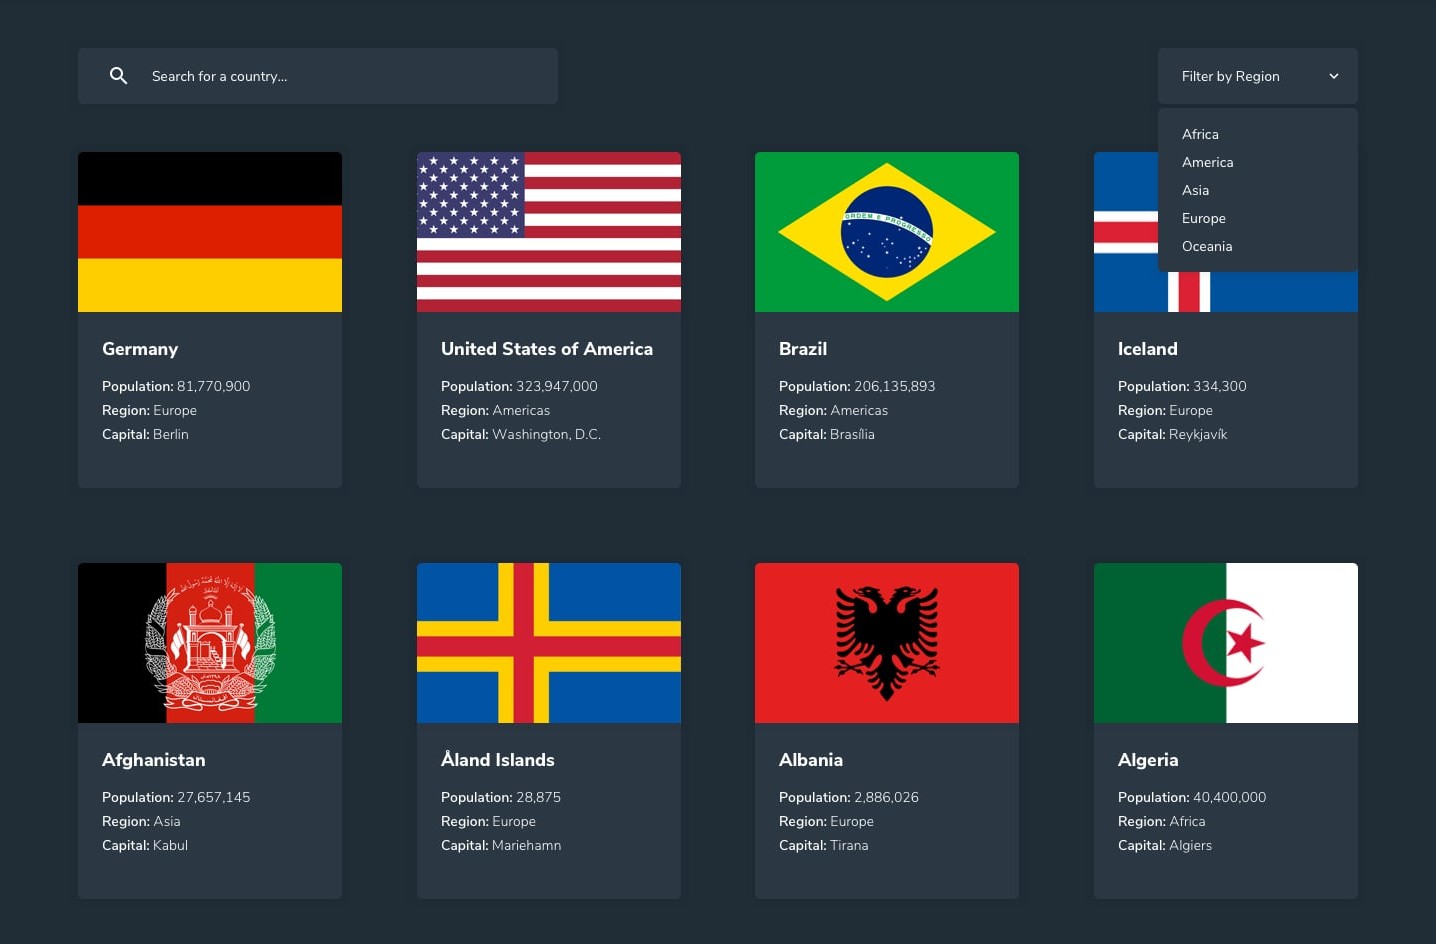 Search for a country...
Filter by Region
Africa
America
Asia
Europe
Oceania
ORDEM E PROGRESSO
Germany
Population: 81,770,900
Region: Europe
Capital: Berlin
United States of America
Population: 323,947,000
Region: Americas
Capital: Washington, D.C.
Brazil
Population: 206,135,893
Region: Americas
Capital: Brasília
Iceland
Population: 334,300
Region: Europe
Capital: Reykjavík
Afghanistan
Population: 27,657,145
Region: Asia
Capital: Kabul
Åland Islands
Population: 28,875
Region: Europe
Capital: Mariehamn
Albania
Population: 2,886,026
Region: Europe
Capital: Tirana
Algeria
Population: 40,400,000
Region: Africa
Capital: Algiers